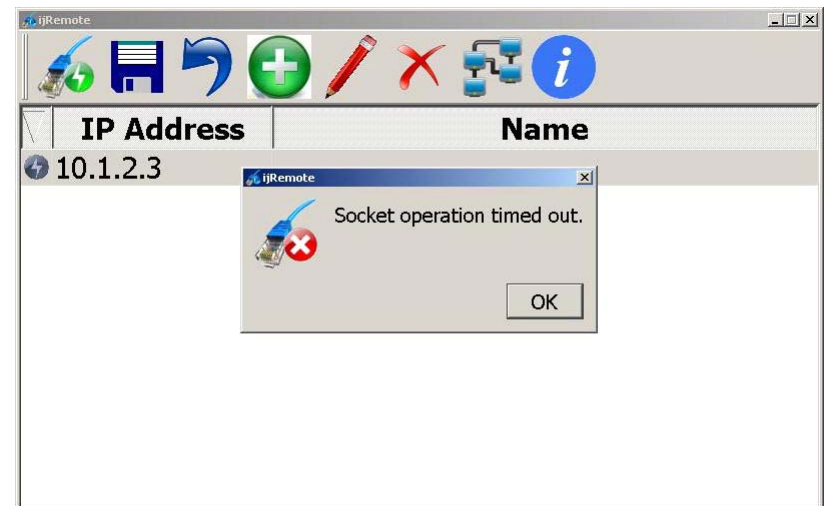 ijRemote
i
IP Address Name
10.1.2.3
ijRemote
Socket operation timed out.
OK